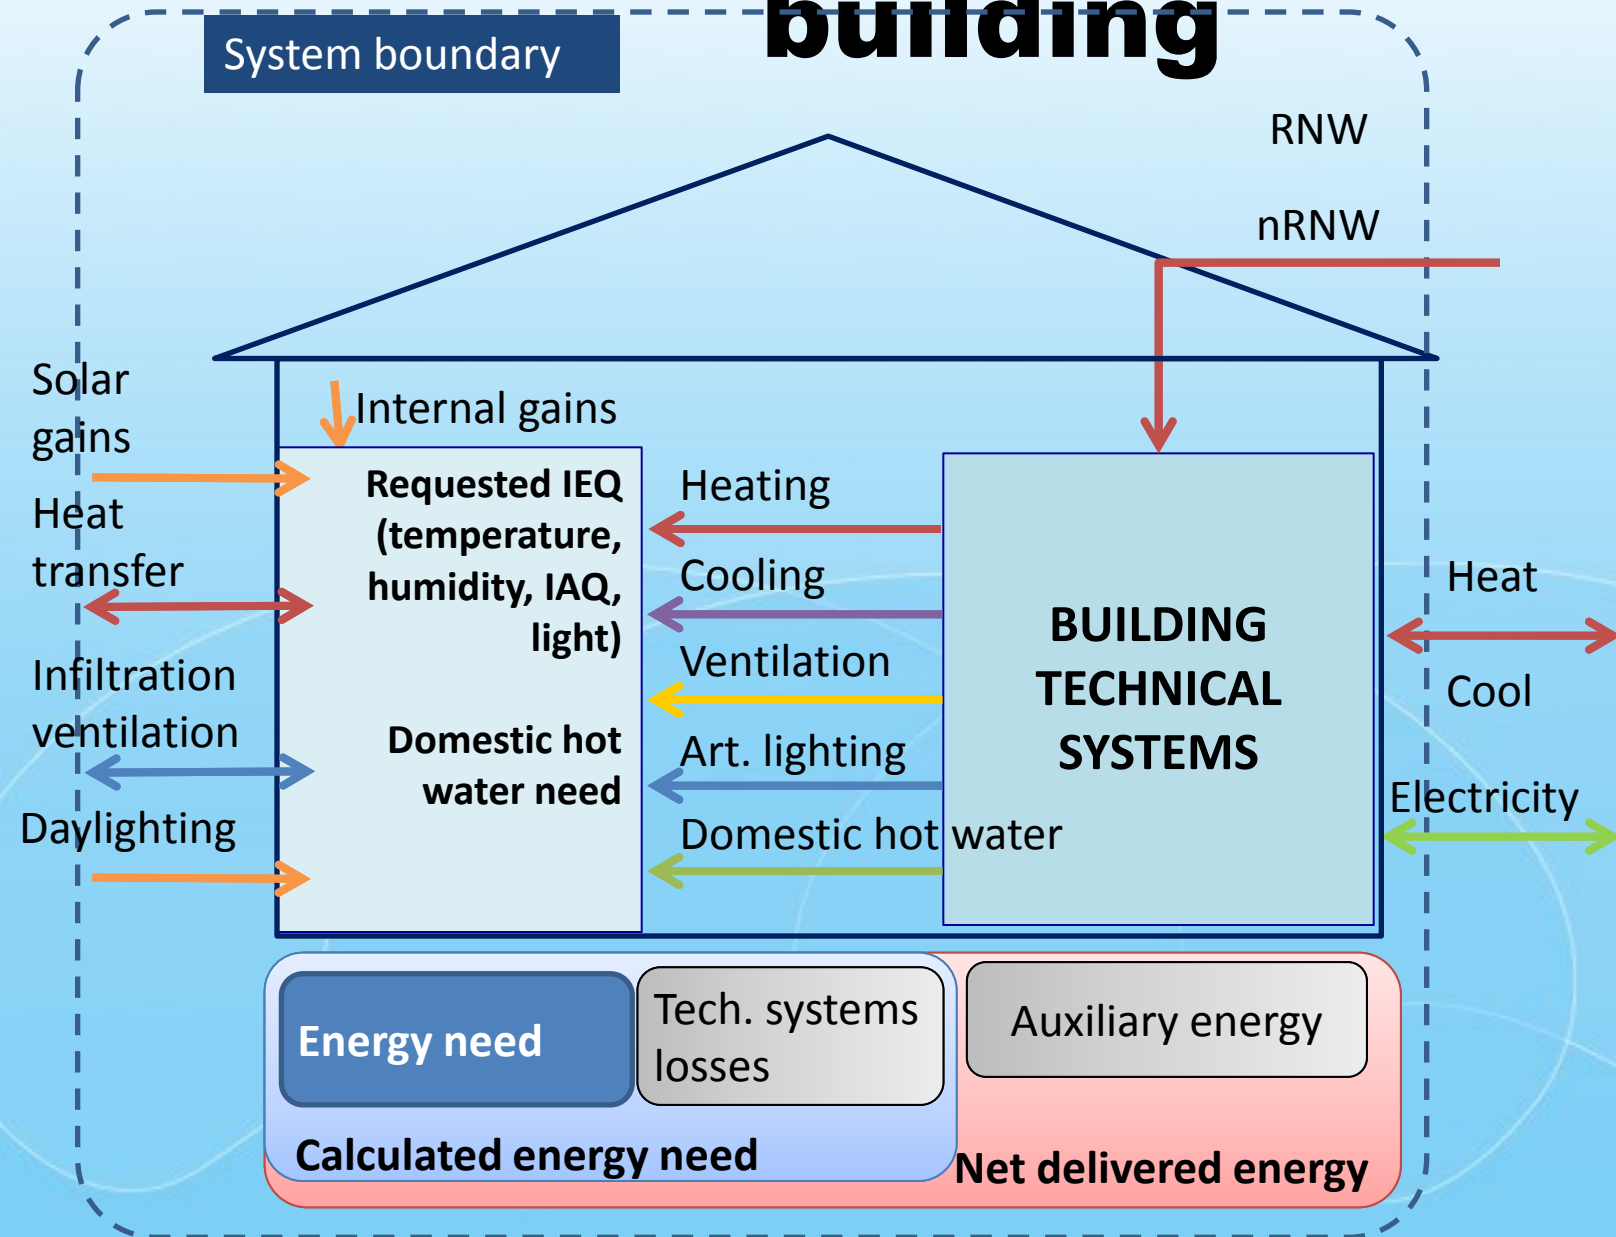 building
System boundary
RNW
nRNW
Solar
gains
Heat
transfer
Infiltration
ventilation
Daylighting
Internal gains
Requested IEQ
(temperature,
humidity, IAQ,
light)
Domestic hot
water need
Heating
Cooling
Ventilation
Art. lighting
Domestic hot water
BUILDING
TECHNICAL
SYSTEMS
Heat
Cool
Electricity
Energy need
Tech. systems
losses
Auxiliary energy
Calculated energy need
Net delivered energy